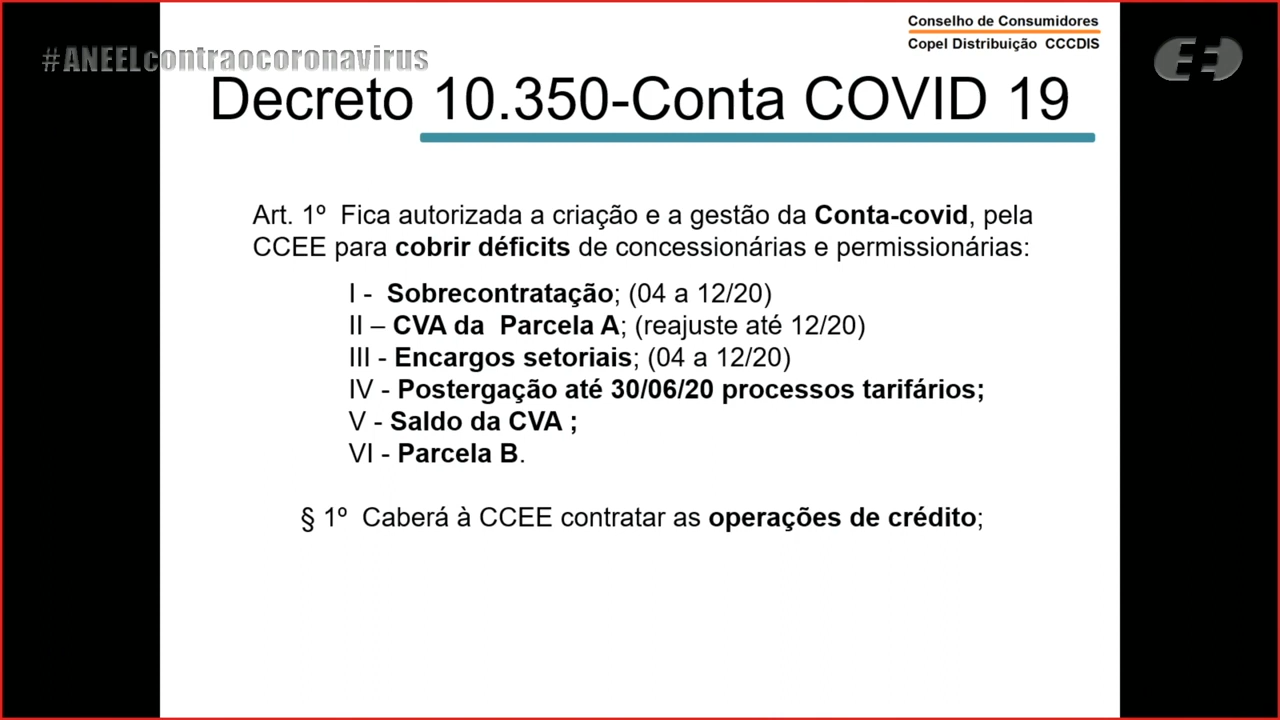 Conselho de Consumidores
Copel Distribuição CCCDIS
#ANEELcontraocoronavirus
Decreto 10.350-Conta COVID 19
Art. 1º Fica autorizada a criação e a gestão da Conta-covid, pela
CCEE para cobrir déficits de concessionárias e permissionárias:
I - Sobrecontratação; (04 a 12/20)
II – CVA da Parcela A; (reajuste até 12/20)
III - Encargos setoriais; (04 a 12/20)
IV - Postergação até 30/06/20 processos tarifários;
V - Saldo da CVA ;
VI - Parcela B.
§ 1º Caberá à CCEE contratar as operações de crédito;